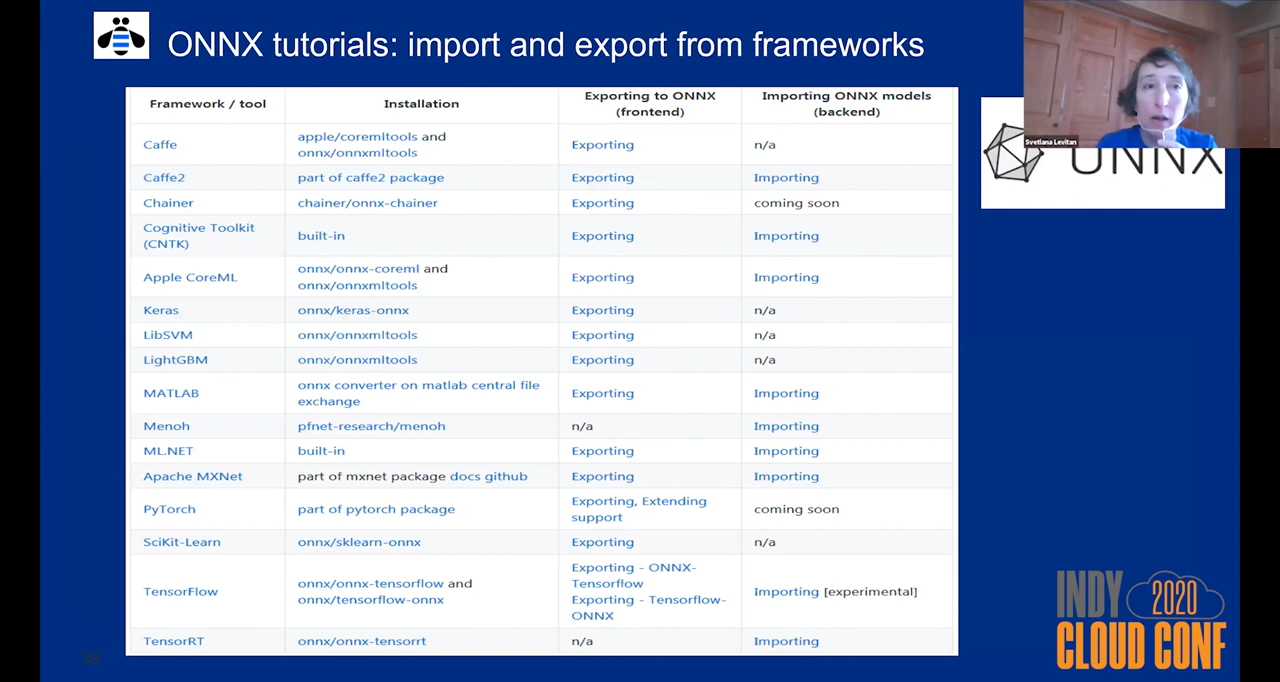 ONNX tutorials: import and export from frameworks
Svetlana Levitan
ONNX
Framework / tool Installation Exporting to ONNX (frontend) Importing ONNX models (backend)
Caffe apple/coremltools and onnx/onnxmltools Exporting n/a
Caffe2 part of caffe2 package Exporting Importing
Chainer chainer/onnx-chainer Exporting coming soon
Cognitive Toolkit (CNTK) built-in Exporting Importing
Apple CoreML onnx/onnx-coreml and onnx/onnxmltools Exporting Importing
Keras onnx/keras-onnx Exporting n/a
LibSVM onnx/onnxmltools Exporting n/a
LightGBM onnx/onnxmltools Exporting n/a
MATLAB onnx converter on matlab central file exchange Exporting Importing
Menoh pfnet-research/menoh n/a Importing
ML.NET built-in Exporting Importing
Apache MXNet part of mxnet package docs github Exporting Importing
PyTorch part of pytorch package Exporting, Extending support coming soon
SciKit-Learn onnx/sklearn-onnx Exporting n/a
TensorFlow onnx/onnx-tensorflow and onnx/tensorflow-onnx Exporting - ONNX-Tensorflow Exporting - Tensorflow-ONNX Importing [experimental]
TensorRT onnx/onnx-tensorrt n/a Importing
INDY 2020
CLOUD CONF